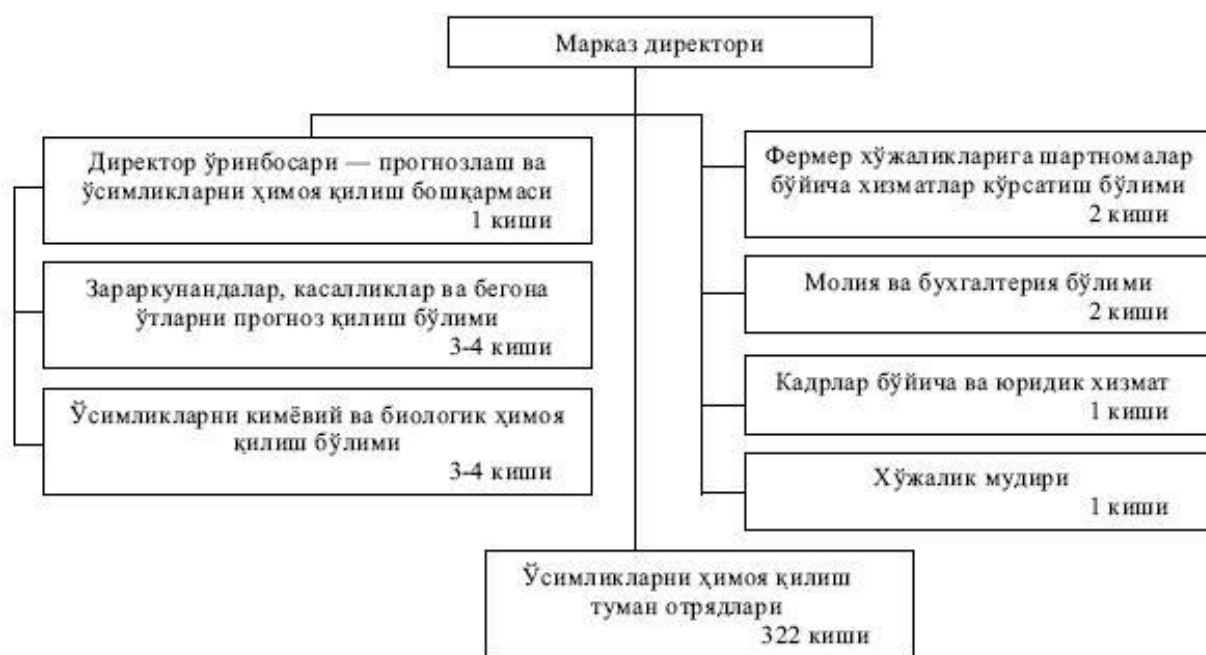 Марказ директори
Директор ўринбосари — прогнозлаш ва
ўсимликларни ҳимоя қилиш бошқармаси
1 киши
Зараркунандалар, касалликлар ва бегона
ўтларни прогноз қилиш бўлими
3-4 киши
Ўсимликларни кимёвий ва биологик ҳимоя
қилиш бўлими
3-4 киши
Фермер хўжаликларига шартномалар
бўйича хизматлар кўрсатиш бўлими
2 киши
Молия ва бухгалтерия бўлими
2 киши
Кадрлар бўйича ва юридик хизмат
1 киши
Хўжалик мудири
1 киши
Ўсимликларни ҳимоя қилиш
туман отрядлари
322 киши